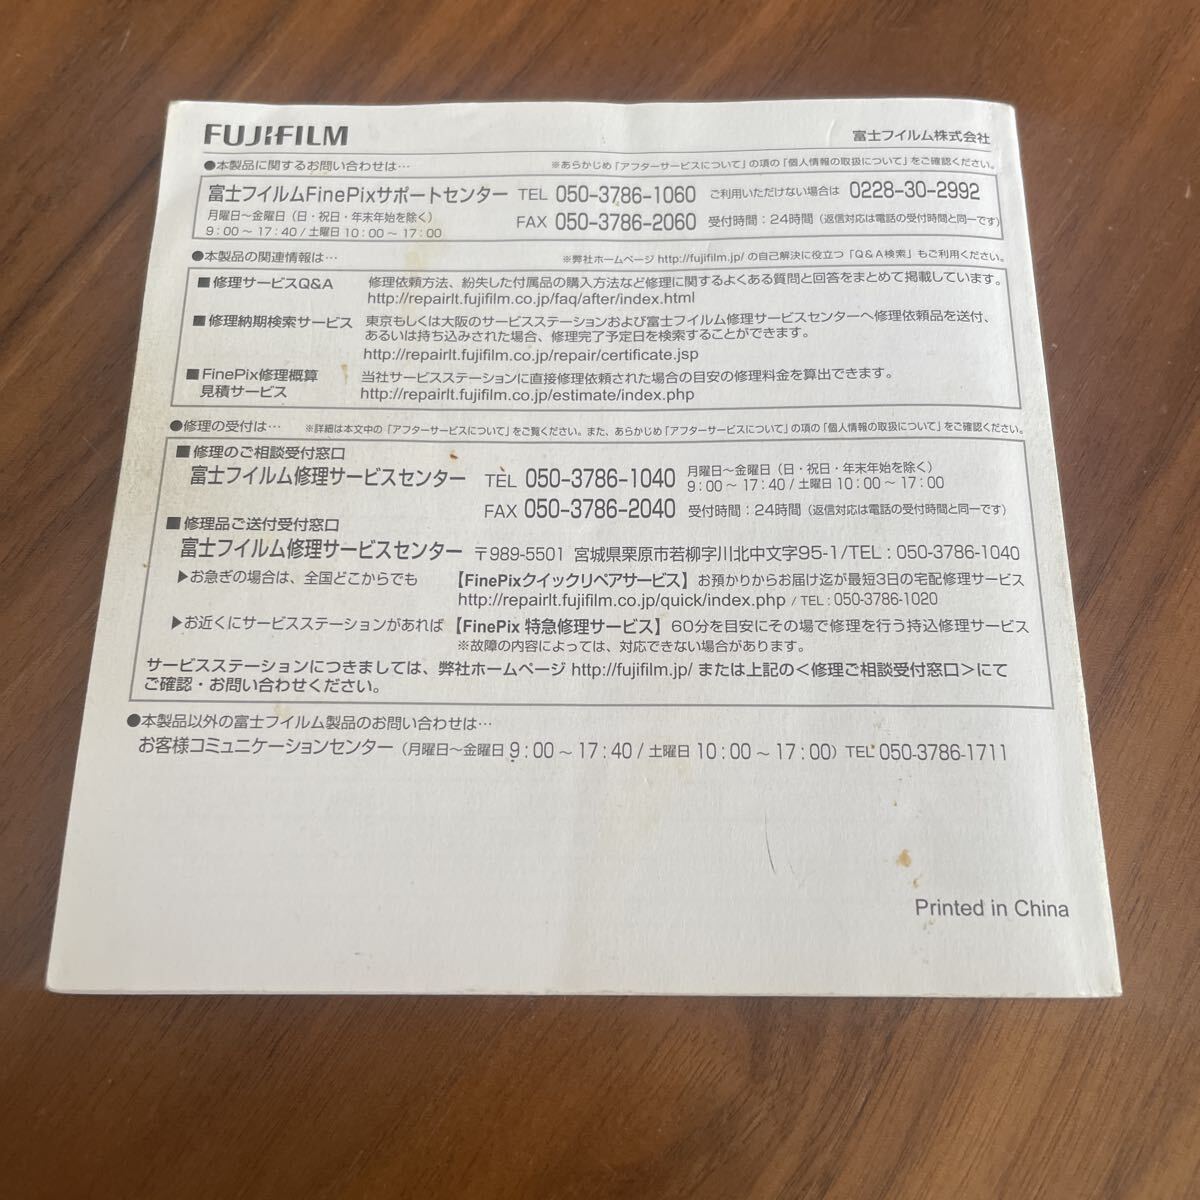 FUJIFILM
富士フイルム株式会社
●本製品に関するお問い合わせは… ※あらかじめ「アフターサービスについて」の項の「個人情報の取扱について」をご確認ください。
富士フイルムFinePixサポートセンター TEL 050-3786-1060 ご利用いただけない場合は 0228-30-2992
月曜日～金曜日（日・祝日・年末年始を除く）
9：00 ～ 17：40 / 土曜日 10：00 ～ 17：00
FAX 050-3786-2060 受付時間：24時間（返信対応は電話の受付時間と同一です）
●本製品の関連情報は… ※弊社ホームページ http://fujifilm.jp/ の自己解決に役立つ「Q&A検索」もご利用ください。
■修理サービスQ&A 修理依頼方法、紛失した付属品の購入方法など修理に関するよくある質問と回答をまとめて掲載しています。
http://repairlt.fujifilm.co.jp/faq/after/index.html
■修理納期検索サービス 東京もしくは大阪のサービスステーションおよび富士フイルム修理サービスセンターへ修理依頼品を送付、
あるいは持ち込みされた場合、修理完了予定日を検索することができます。
http://repairlt.fujifilm.co.jp/repair/certificate.jsp
■FinePix修理概算 当社サービスステーションに直接修理依頼された場合の目安の修理料金を算出できます。
見積サービス http://repairlt.fujifilm.co.jp/estimate/index.php
●修理の受付は… ※詳細は本文中の「アフターサービスについて」をご覧ください。また、あらかじめ「アフターサービスについて」の項の「個人情報の取扱について」をご確認ください。
■修理のご相談受付窓口
富士フイルム修理サービスセンター TEL 050-3786-1040 月曜日～金曜日（日・祝日・年末年始を除く）
9：00 ～ 17：40 / 土曜日 10：00 ～ 17：00
FAX 050-3786-2040 受付時間：24時間（返信対応は電話の受付時間と同一です）
■修理品ご送付受付窓口
富士フイルム修理サービスセンター 〒989-5501 宮城県栗原市若柳字川北中文字95-1/TEL：050-3786-1040
▶お急ぎの場合は、全国どこからでも 【FinePixクイックリペアサービス】お預かりからお届け迄が最短3日の宅配修理サービス
http://repairlt.fujifilm.co.jp/quick/index.php / TEL：050-3786-1020
▶お近くにサービスステーションがあれば 【FinePix 特急修理サービス】60分を目安にその場で修理を行う持込修理サービス
※故障の内容によっては、対応できない場合があります。
サービスステーションにつきましては、弊社ホームページ http://fujifilm.jp/ または上記の＜修理ご相談受付窓口＞にて
ご確認・お問い合わせください。
●本製品以外の富士フイルム製品のお問い合わせは…
お客様コミュニケーションセンター（月曜日～金曜日 9：00 ～ 17：40 / 土曜日 10：00 ～ 17：00）TEL 050-3786-1711
Printed in China